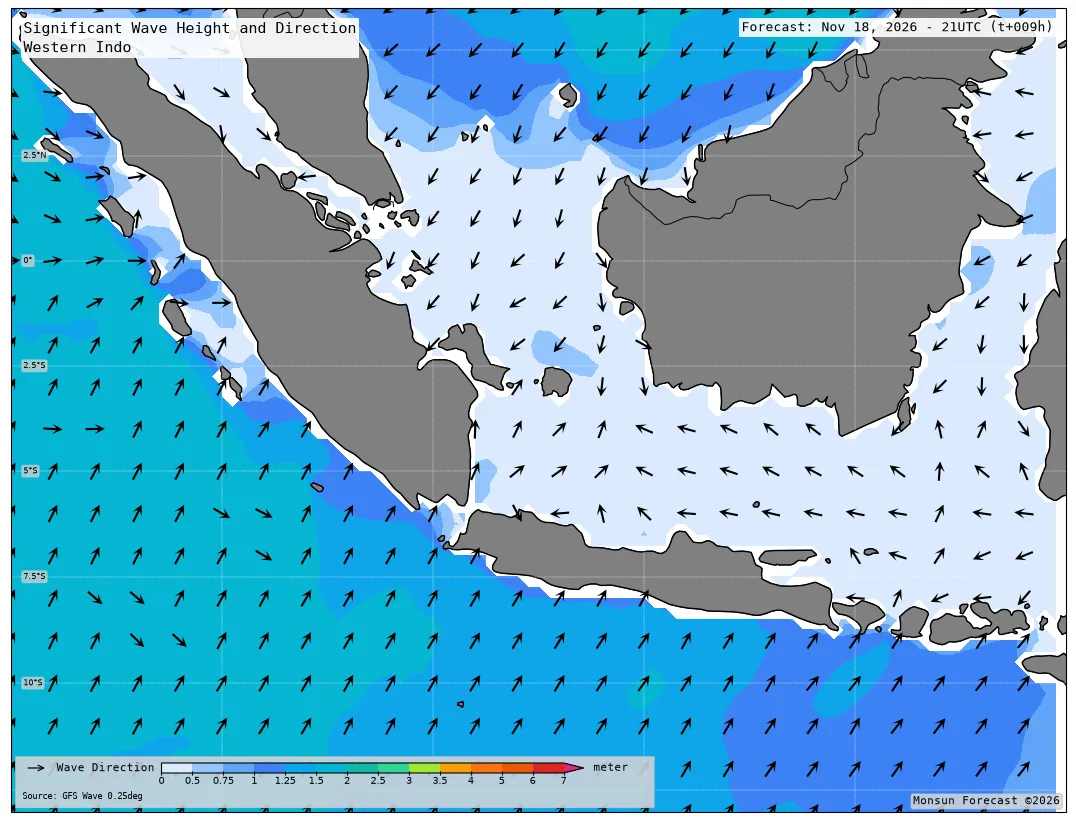 Significant Wave Height and Direction
Western Indo
Forecast: Nov 18, 2026 - 21UTC (t+009h)
2.5°N
0°
2.5°S
5°S
7.5°S
10°S
Wave Direction
meter
0 0.5 0.75 1 1.25 1.5 2 2.5 3 3.5 4 5 6 7
Source: GFS Wave 0.25deg
Monsun Forecast ©2026